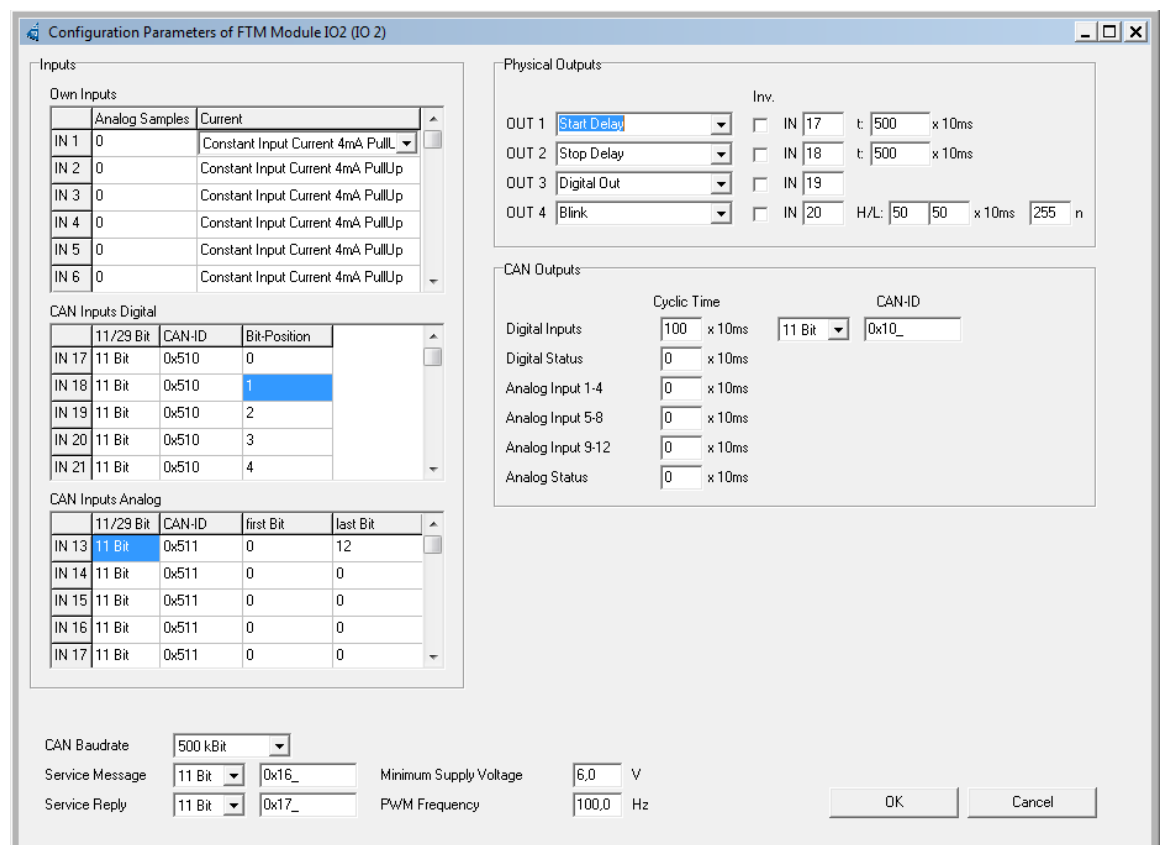 Configuration Parameters of FTM Module IO2 (IO 2)
Inputs
Own Inputs
Analog Samples Current
IN 1 0 Constant Input Current 4mA PullL
IN 2 0 Constant Input Current 4mA PullUp
IN 3 0 Constant Input Current 4mA PullUp
IN 4 0 Constant Input Current 4mA PullUp
IN 5 0 Constant Input Current 4mA PullUp
IN 6 0 Constant Input Current 4mA PullUp
CAN Inputs Digital
11/29 Bit CAN-ID Bit-Position
IN 17 11 Bit 0x510 0
IN 18 11 Bit 0x510 1
IN 19 11 Bit 0x510 2
IN 20 11 Bit 0x510 3
IN 21 11 Bit 0x510 4
CAN Inputs Analog
11/29 Bit CAN-ID first Bit last Bit
IN 13 11 Bit 0x511 0 12
IN 14 11 Bit 0x511 0 0
IN 15 11 Bit 0x511 0 0
IN 16 11 Bit 0x511 0 0
IN 17 11 Bit 0x511 0 0
Physical Outputs
Inv.
OUT 1 Start Delay IN 17 t: 500 x 10ms
OUT 2 Stop Delay IN 18 t: 500 x 10ms
OUT 3 Digital Out IN 19
OUT 4 Blink IN 20 H/L: 50 50 x 10ms 255 n
CAN Outputs
Cyclic Time CAN-ID
Digital Inputs 100 x 10ms 11 Bit 0x10_
Digital Status 0 x 10ms
Analog Input 1-4 0 x 10ms
Analog Input 5-8 0 x 10ms
Analog Input 9-12 0 x 10ms
Analog Status 0 x 10ms
CAN Baudrate 500 kBit
Service Message 11 Bit 0x16_ Minimum Supply Voltage 6,0 V
Service Reply 11 Bit 0x17_ PWM Frequency 100,0 Hz
OK Cancel